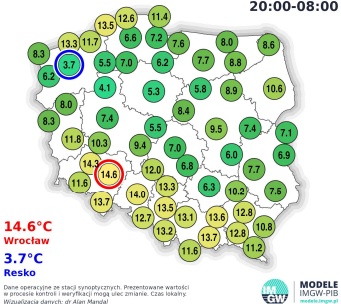 20:00-08:00
12.6 11.4
13.5
6.6 7.2 7.6 8.0 8.6
13.3 11.7
8.3
3.7 5.5 7.0 6.2 7.7 8.8
6.2
4.1 5.3 5.8 8.9 10.6
8.0
8.4
8.3 7.4 5.5 9.5 7.4 7.1
11.8 10.3 9.4 7.0 6.0 6.9
14.3 14.6 12.0 6.8 7.7
11.6 14.0 13.3 6.3 10.2 7.6
13.7
12.7 13.5 13.1 13.6 12.8 10.8
13.2 13.7 12.8
11.6 11.2
14.6°C
Wrocław
3.7°C
Resko
Dane operacyjne ze stacji synoptycznych. Prezentowane wartości
w procesie kontroli i weryfikacji mogą ulec zmianie. Czas lokalny.
Wizualizacja danych: dr Alan Mandal
IMGW
MODELE
IMGW-PIB
modele.imgw.pl